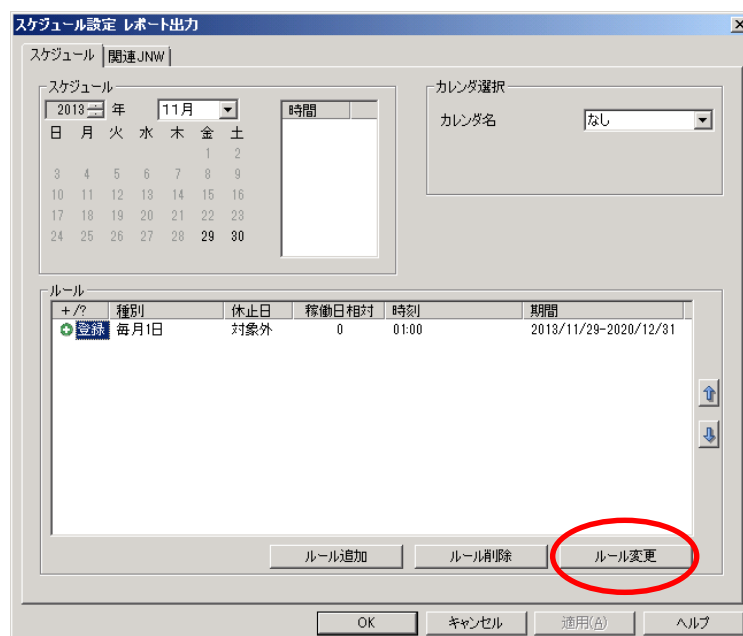 スケジュール設定 レポート出力
スケジュール 関連JNW
スケジュール
2013 年 11月
日 月 火 水 木 金 土
1 2
3 4 5 6 7 8 9
10 11 12 13 14 15 16
17 18 19 20 21 22 23
24 25 26 27 28 29 30
時間
カレンダ選択
カレンダ名 なし
ルール
+/? 種別 休止日 稼働日相対 時刻 期間
登録 毎月1日 対象外 0 01:00 2013/11/29-2020/12/31
ルール追加 ルール削除 ルール変更
OK キャンセル 適用(A) ヘルプ